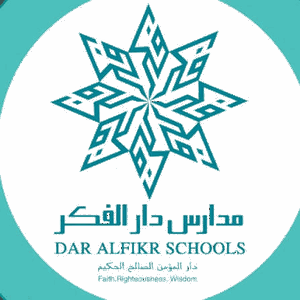 مدارس دار الفكر
DAR ALFIKR SCHOOLS
دار المؤمن الصالح الحكيم
Faith.Righteousness. Wisdom